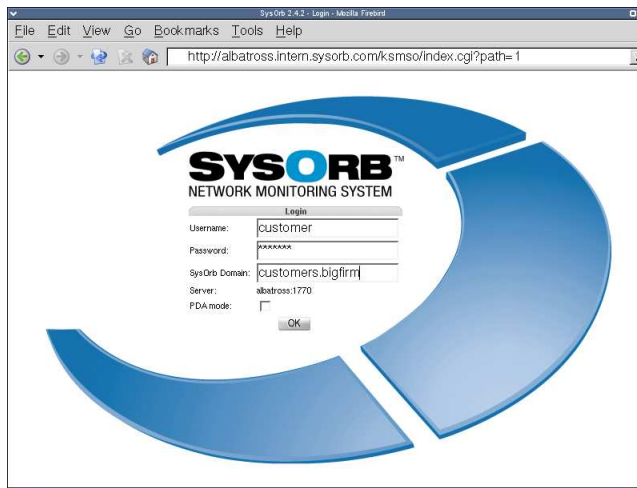 SysOrb 2.4.2 - Login - Mozilla Firebird
File Edit View Go Bookmarks Tools Help
http://albatross.intern.sysorb.com/ksmso/index.cgi?path=1
SYSORB™
NETWORK MONITORING SYSTEM
Login
Username: customer
Password: *******
SysOrb Domain: customers.bigfirm
Server: albatross:1770
PDA mode:
OK